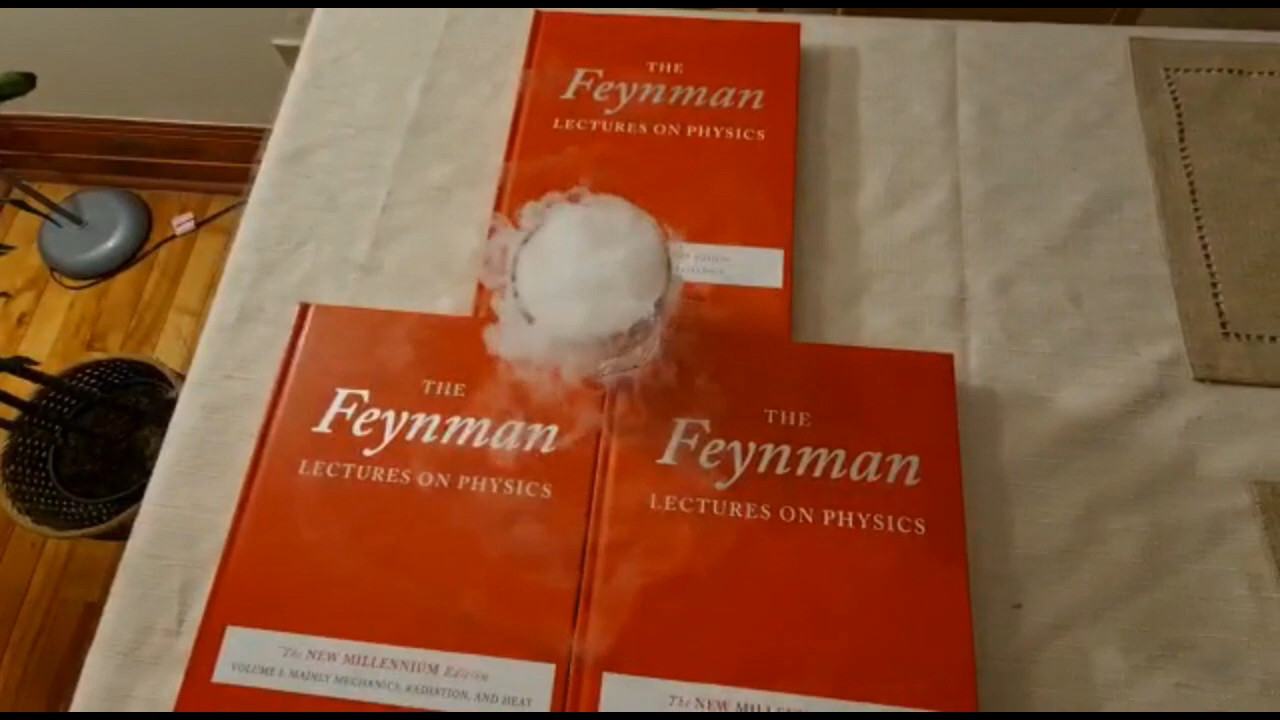 THE
Feynman
LECTURES ON PHYSICS
THE
Feynman
LECTURES ON PHYSICS
The NEW MILLENNIUM Edition
VOLUME I: MAINLY MECHANICS, RADIATION, AND HEAT
THE
Feynman
LECTURES ON PHYSICS
The NEW